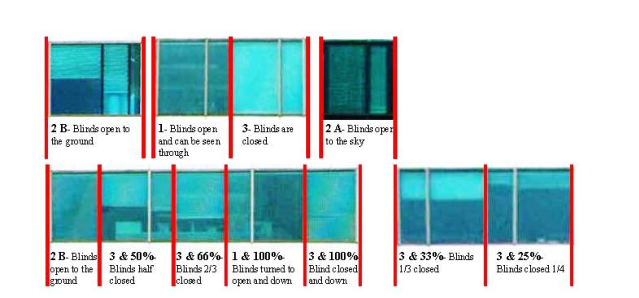 2 B- Blinds open to
the ground
1- Blinds open
and can be seen
through
3- Blinds are
closed
2 A- Blinds open
to the sky
2 B- Blinds
open to the
ground
3 & 50%-
Blinds half
closed
3 & 66%-
Blinds 2/3
closed
1 & 100%-
Blinds turned to
open and down
3 & 100%
Blind closed
and down
3 & 33%- Blinds
1/3 closed
3 & 25%-
Blinds closed 1/4